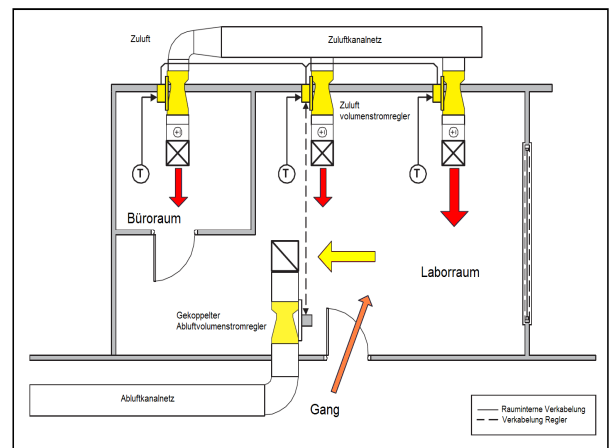 Zuluft
Zuluftkanalnetz
Zuluft
volumenstromregler
T
T
T
Büroraum
Laborraum
Gekoppelter
Abluftvolumenstromregler
Abluftkanalnetz
Gang
Rauminterne Verkabelung
Verkabelung Regler